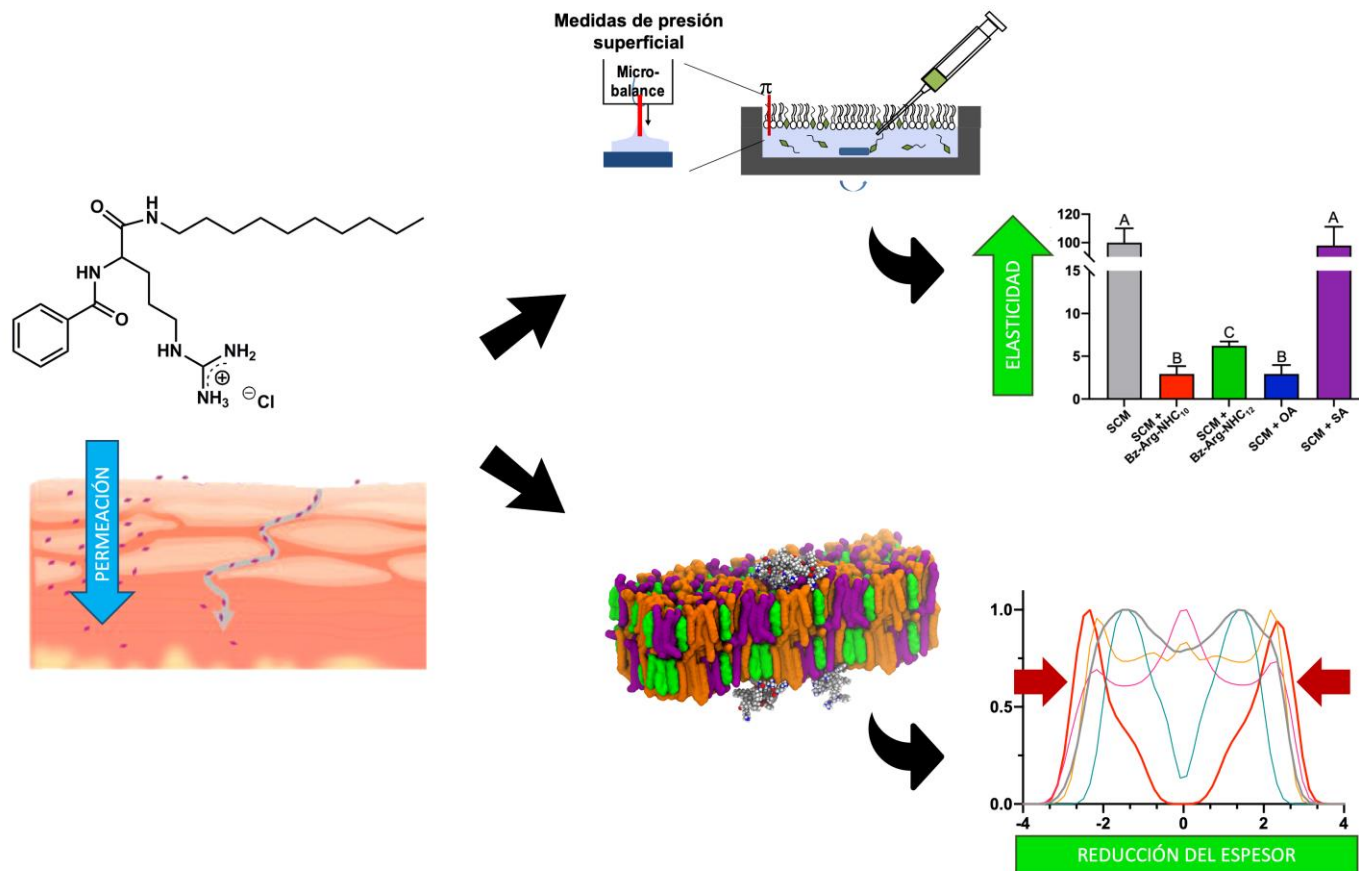 Medidas de presión
superficial
Micro-
balance
π
O
H
N
HN
O
HN
NH₂
⊕
NH₃
⊖Cl
PERMEACIÓN
ELASTICIDAD
120
100
15
10
5
0
A
B
C
B
A
SCM
SCM +
Bz-Arg-NHC₁₀
SCM +
Bz-Arg-NHC₁₂
SCM + OA
SCM + SA
1.0
0.5
0.0
-4
-2
0
2
4
REDUCCIÓN DEL ESPESOR